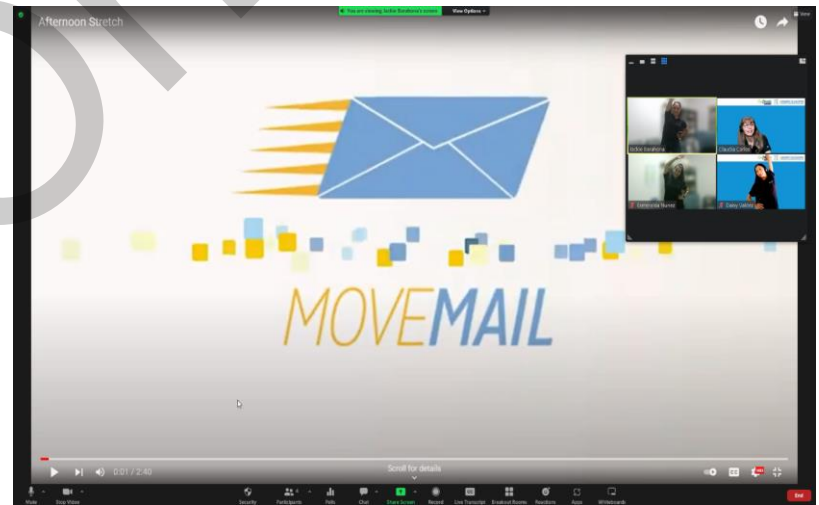 You are viewing Jackie Barahona's screen View Options
View
Afternoon Stretch
Jackie Barahona
Claudia Cortez
Esmeralda Nunez
Daisy Valdez
MOVEMAIL
0:01 / 2:40
Scroll for details
Mute Stop Video Security Participants Polls Chat Share Screen Record Live Transcript Breakout Rooms Reactions Apps Whiteboards End